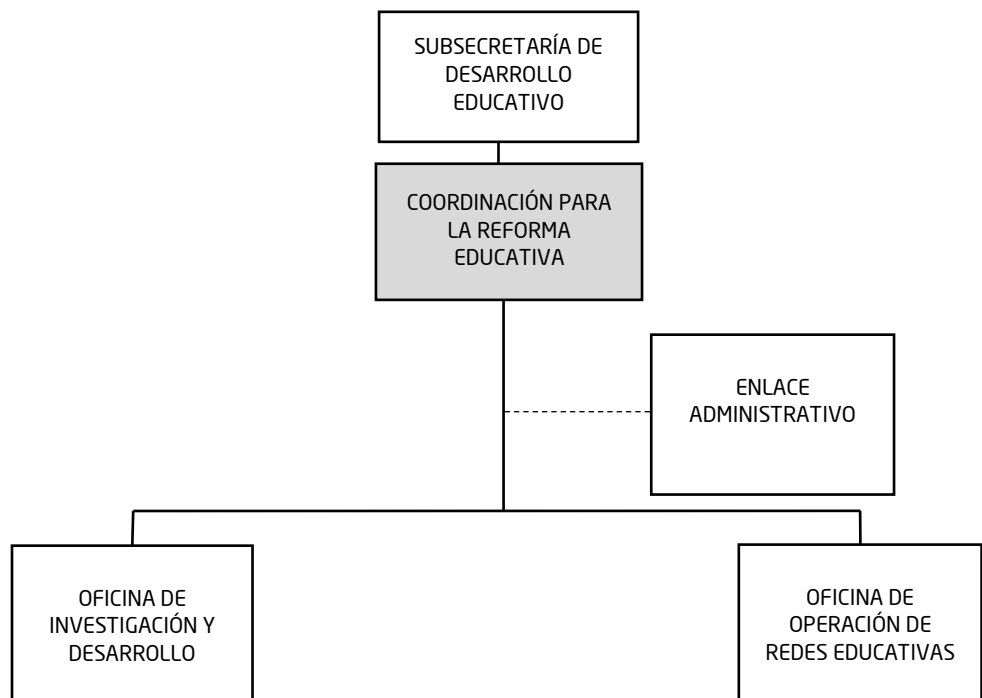 SUBSECRETARÍA DE
DESARROLLO
EDUCATIVO
COORDINACIÓN PARA
LA REFORMA
EDUCATIVA
ENLACE
ADMINISTRATIVO
OFICINA DE
INVESTIGACIÓN Y
DESARROLLO
OFICINA DE
OPERACIÓN DE
REDES EDUCATIVAS